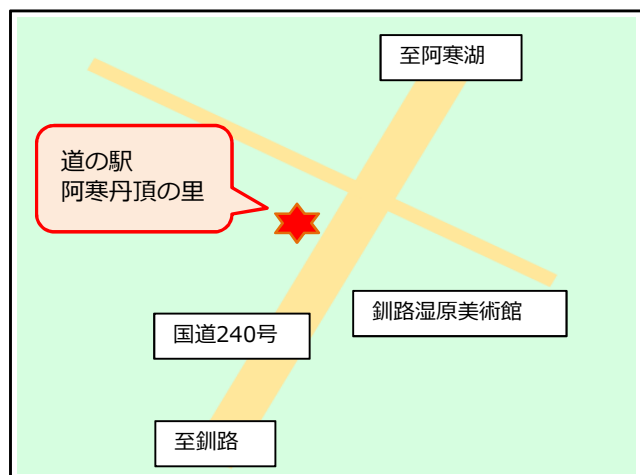 至阿寒湖
道の駅
阿寒丹頂の里
釧路湿原美術館
国道240号
至釧路